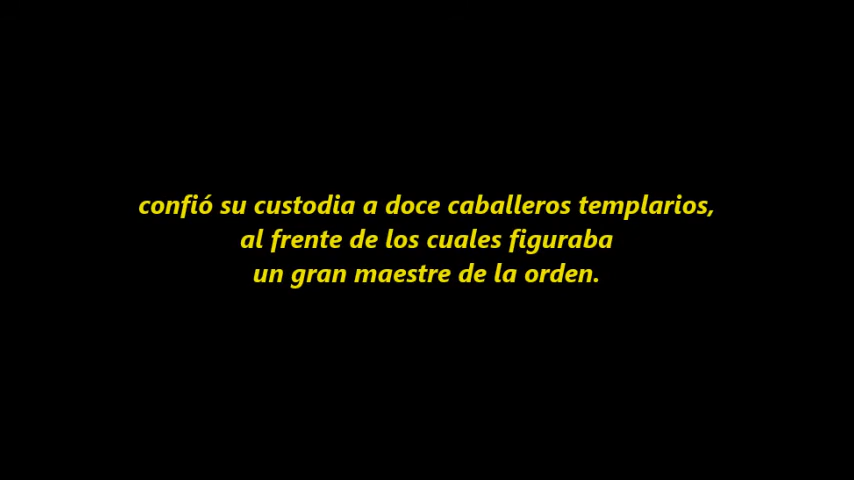 confió su custodia a doce caballeros templarios,
al frente de los cuales figuraba
un gran maestre de la orden.